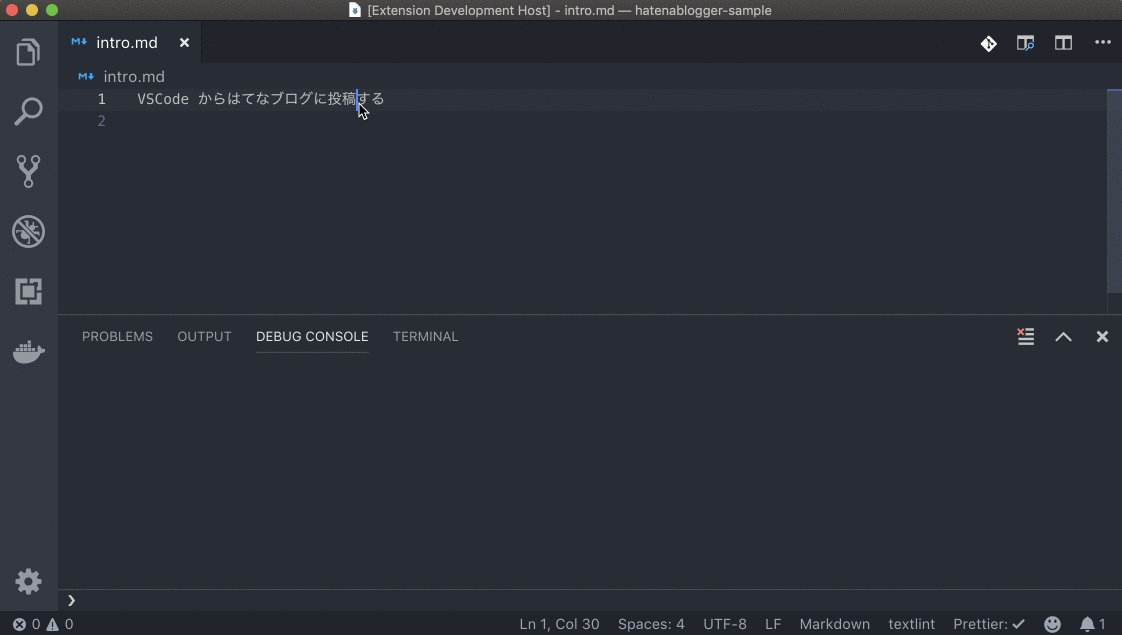 [Extension Development Host] - intro.md — hatenablogger-sample
intro.md
intro.md
1 VSCode からはてなブログに投稿する
2
PROBLEMS OUTPUT DEBUG CONSOLE TERMINAL
0 0 Ln 1, Col 30 Spaces: 4 UTF-8 LF Markdown textlint Prettier: ✓ 1